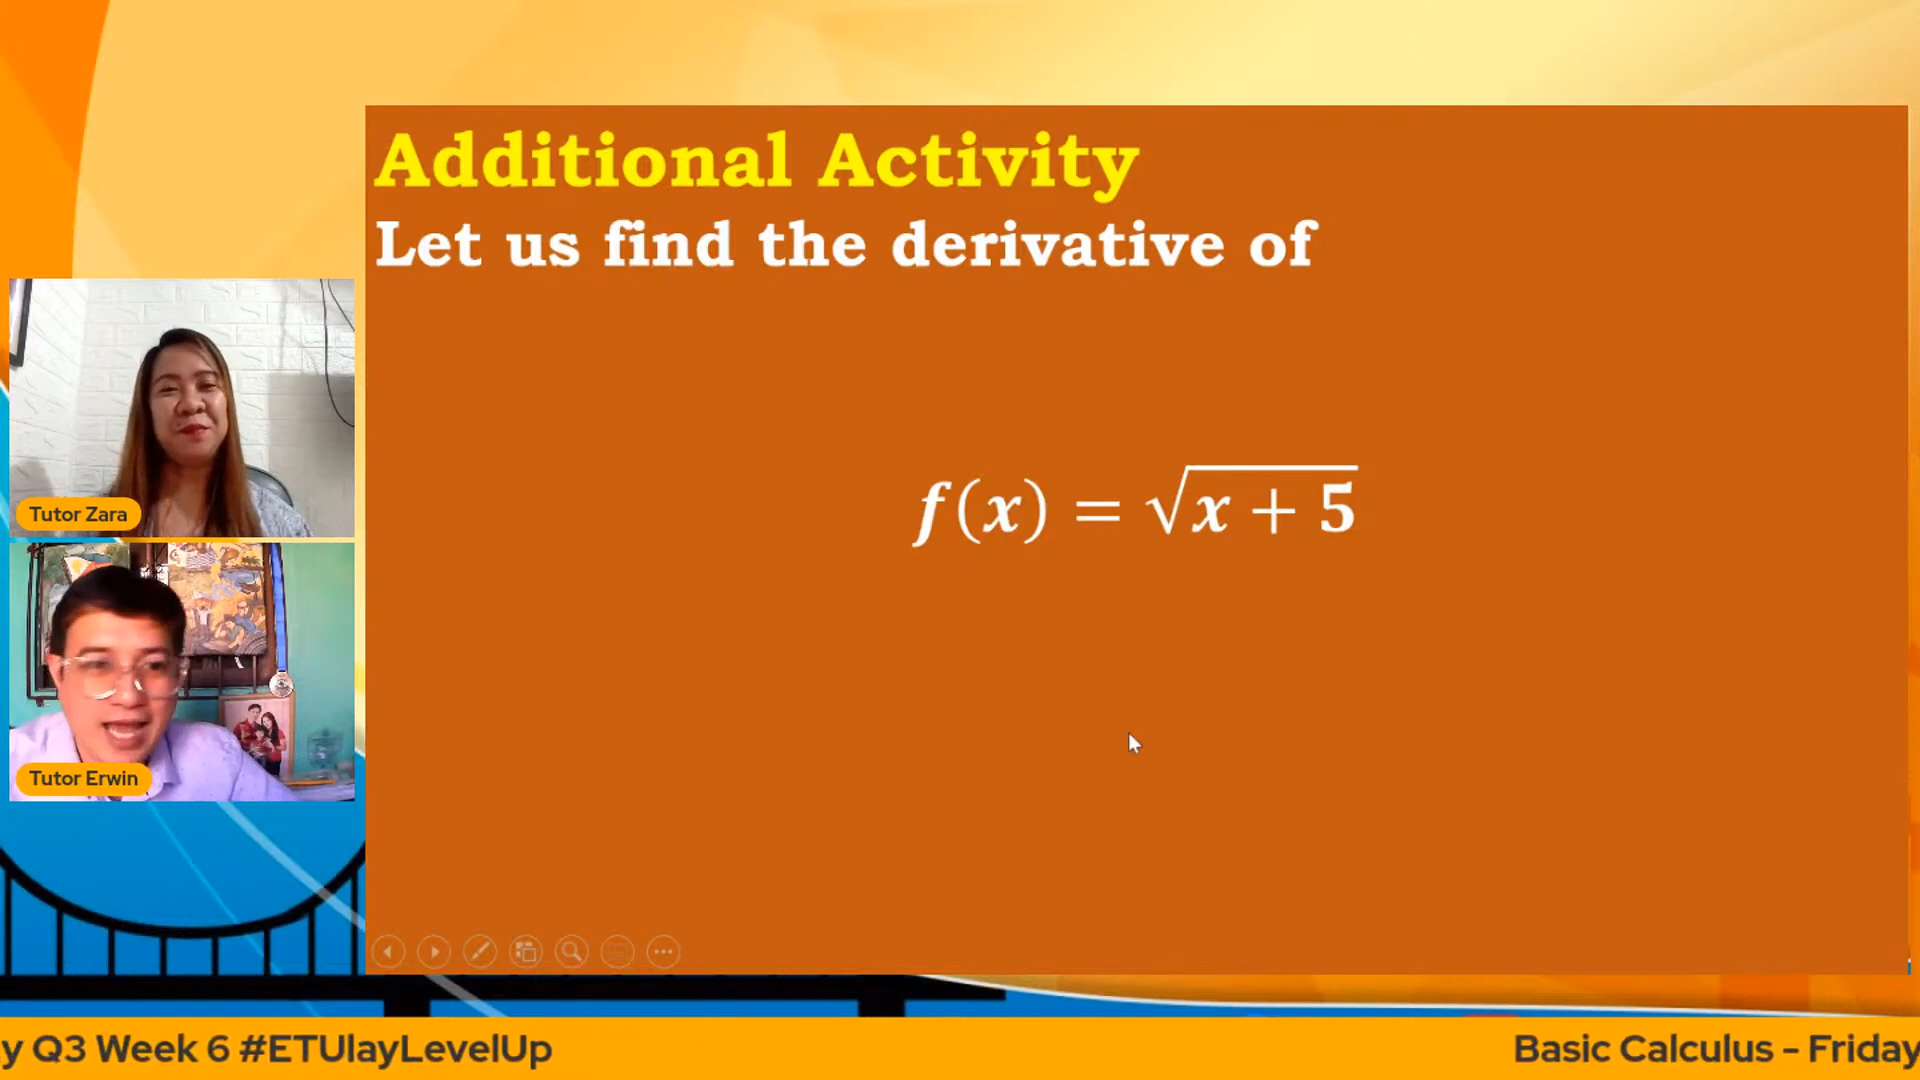 Additional Activity
Let us find the derivative of
f(x) = √x + 5
Tutor Zara
Tutor Erwin
y Q3 Week 6 #ETUlayLevelUp
Basic Calculus - Friday